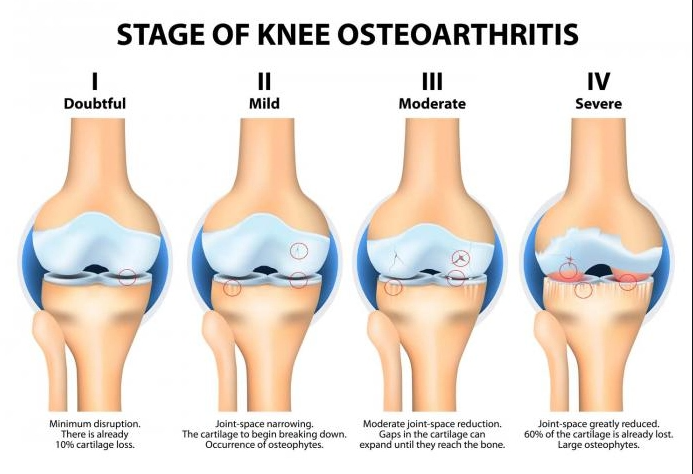 STAGE OF KNEE OSTEOARTHRITIS
I
Doubtful
II
Mild
III
Moderate
IV
Severe
Minimum disruption.
There is already
10% cartilage loss.
Joint-space narrowing.
The cartilage to begin breaking down.
Occurrence of osteophytes.
Moderate joint-space reduction.
Gaps in the cartilage can
expand until they reach the bone.
Joint-space greatly reduced.
60% of the cartilage is already lost.
Large osteophytes.